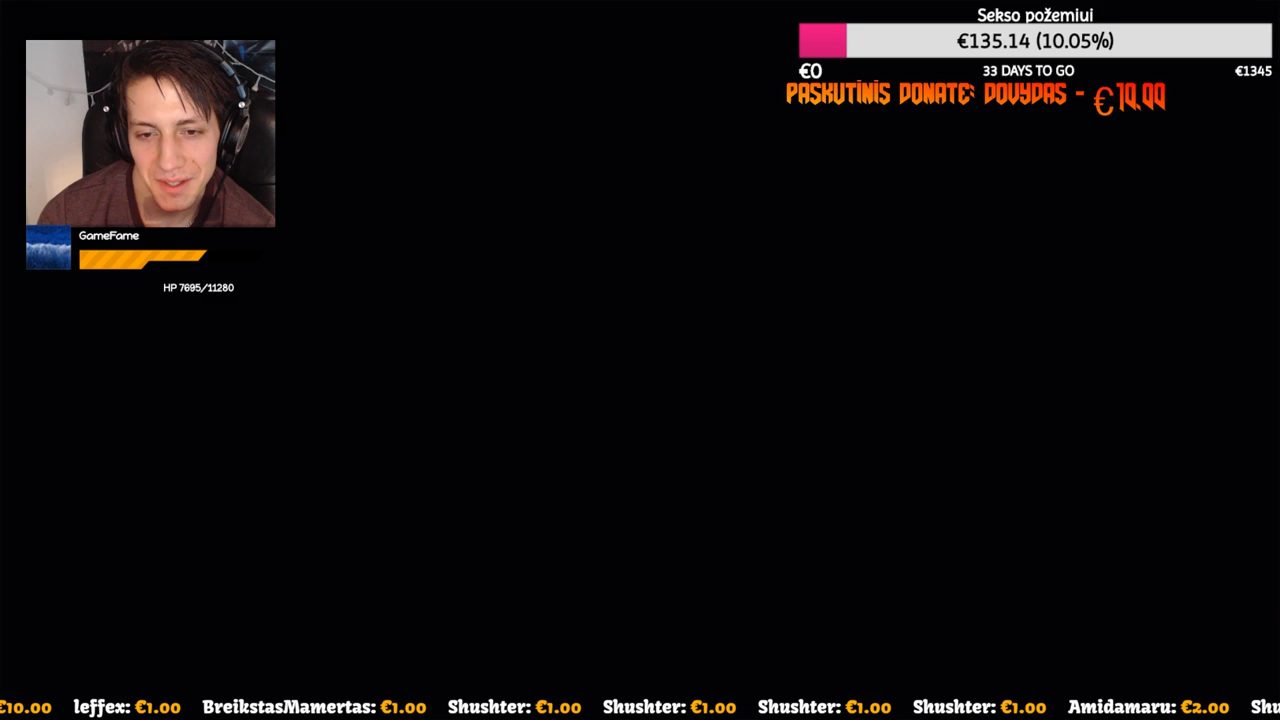 Sekso požemiui
€135.14 (10.05%)
€0 33 DAYS TO GO €1345
PASKUTINIS DONATE: DOVYDAS - €10.00
GameFame
HP 7695/11280
€10.00 leffex: €1.00 BreikstasMamertas: €1.00 Shushter: €1.00 Shushter: €1.00 Shushter: €1.00 Shushter: €1.00 Amidamaru: €2.00 Shu